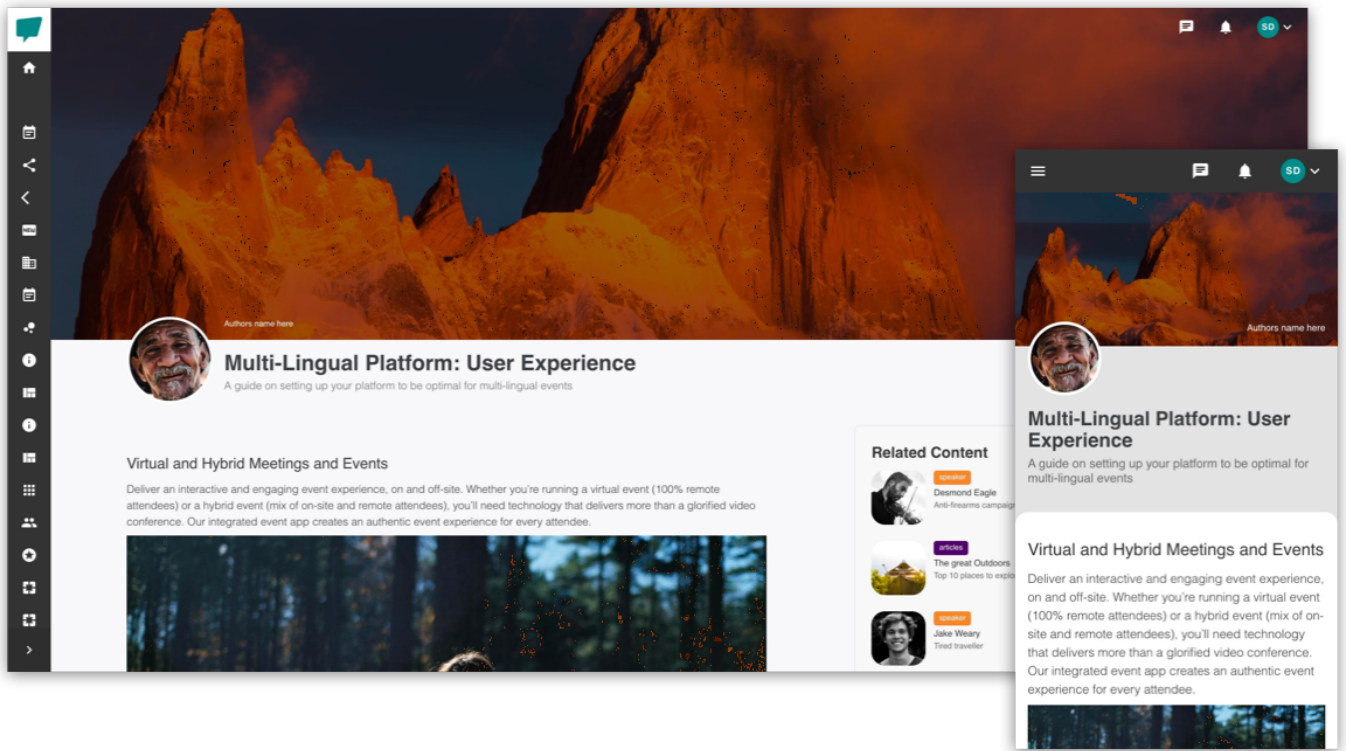 SD
NEW
Authors name here
Multi-Lingual Platform: User Experience
A guide on setting up your platform to be optimal for multi-lingual events
Virtual and Hybrid Meetings and Events
Deliver an interactive and engaging event experience, on and off-site. Whether you're running a virtual event (100% remote
attendees) or a hybrid event (mix of on-site and remote attendees), you'll need technology that delivers more than a glorified video
conference. Our integrated event app creates an authentic event experience for every attendee.
Related Content
speaker
Desmond Eagle
Anti-firearms campaign
articles
The great Outdoors
Top 10 places to explo
speaker
Jake Weary
Tired traveller
SD
Authors name here
Multi-Lingual Platform: User
Experience
A guide on setting up your platform to be optimal for
multi-lingual events
Virtual and Hybrid Meetings and Events
Deliver an interactive and engaging event experience,
on and off-site. Whether you're running a virtual event
(100% remote attendees) or a hybrid event (mix of on-
site and remote attendees), you'll need technology
that delivers more than a glorified video conference.
Our integrated event app creates an authentic event
experience for every attendee.